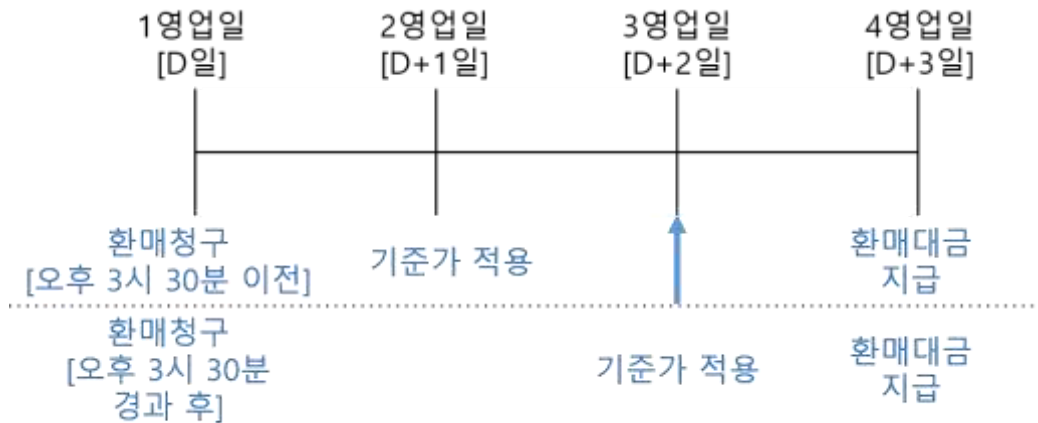 1영업일 2영업일 3영업일 4영업일
[D일] [D+1일] [D+2일] [D+3일]
환매청구
[오후 3시 30분 이전]
기준가 적용
환매대금
지급
환매청구
[오후 3시 30분
경과 후]
기준가 적용
환매대금
지급